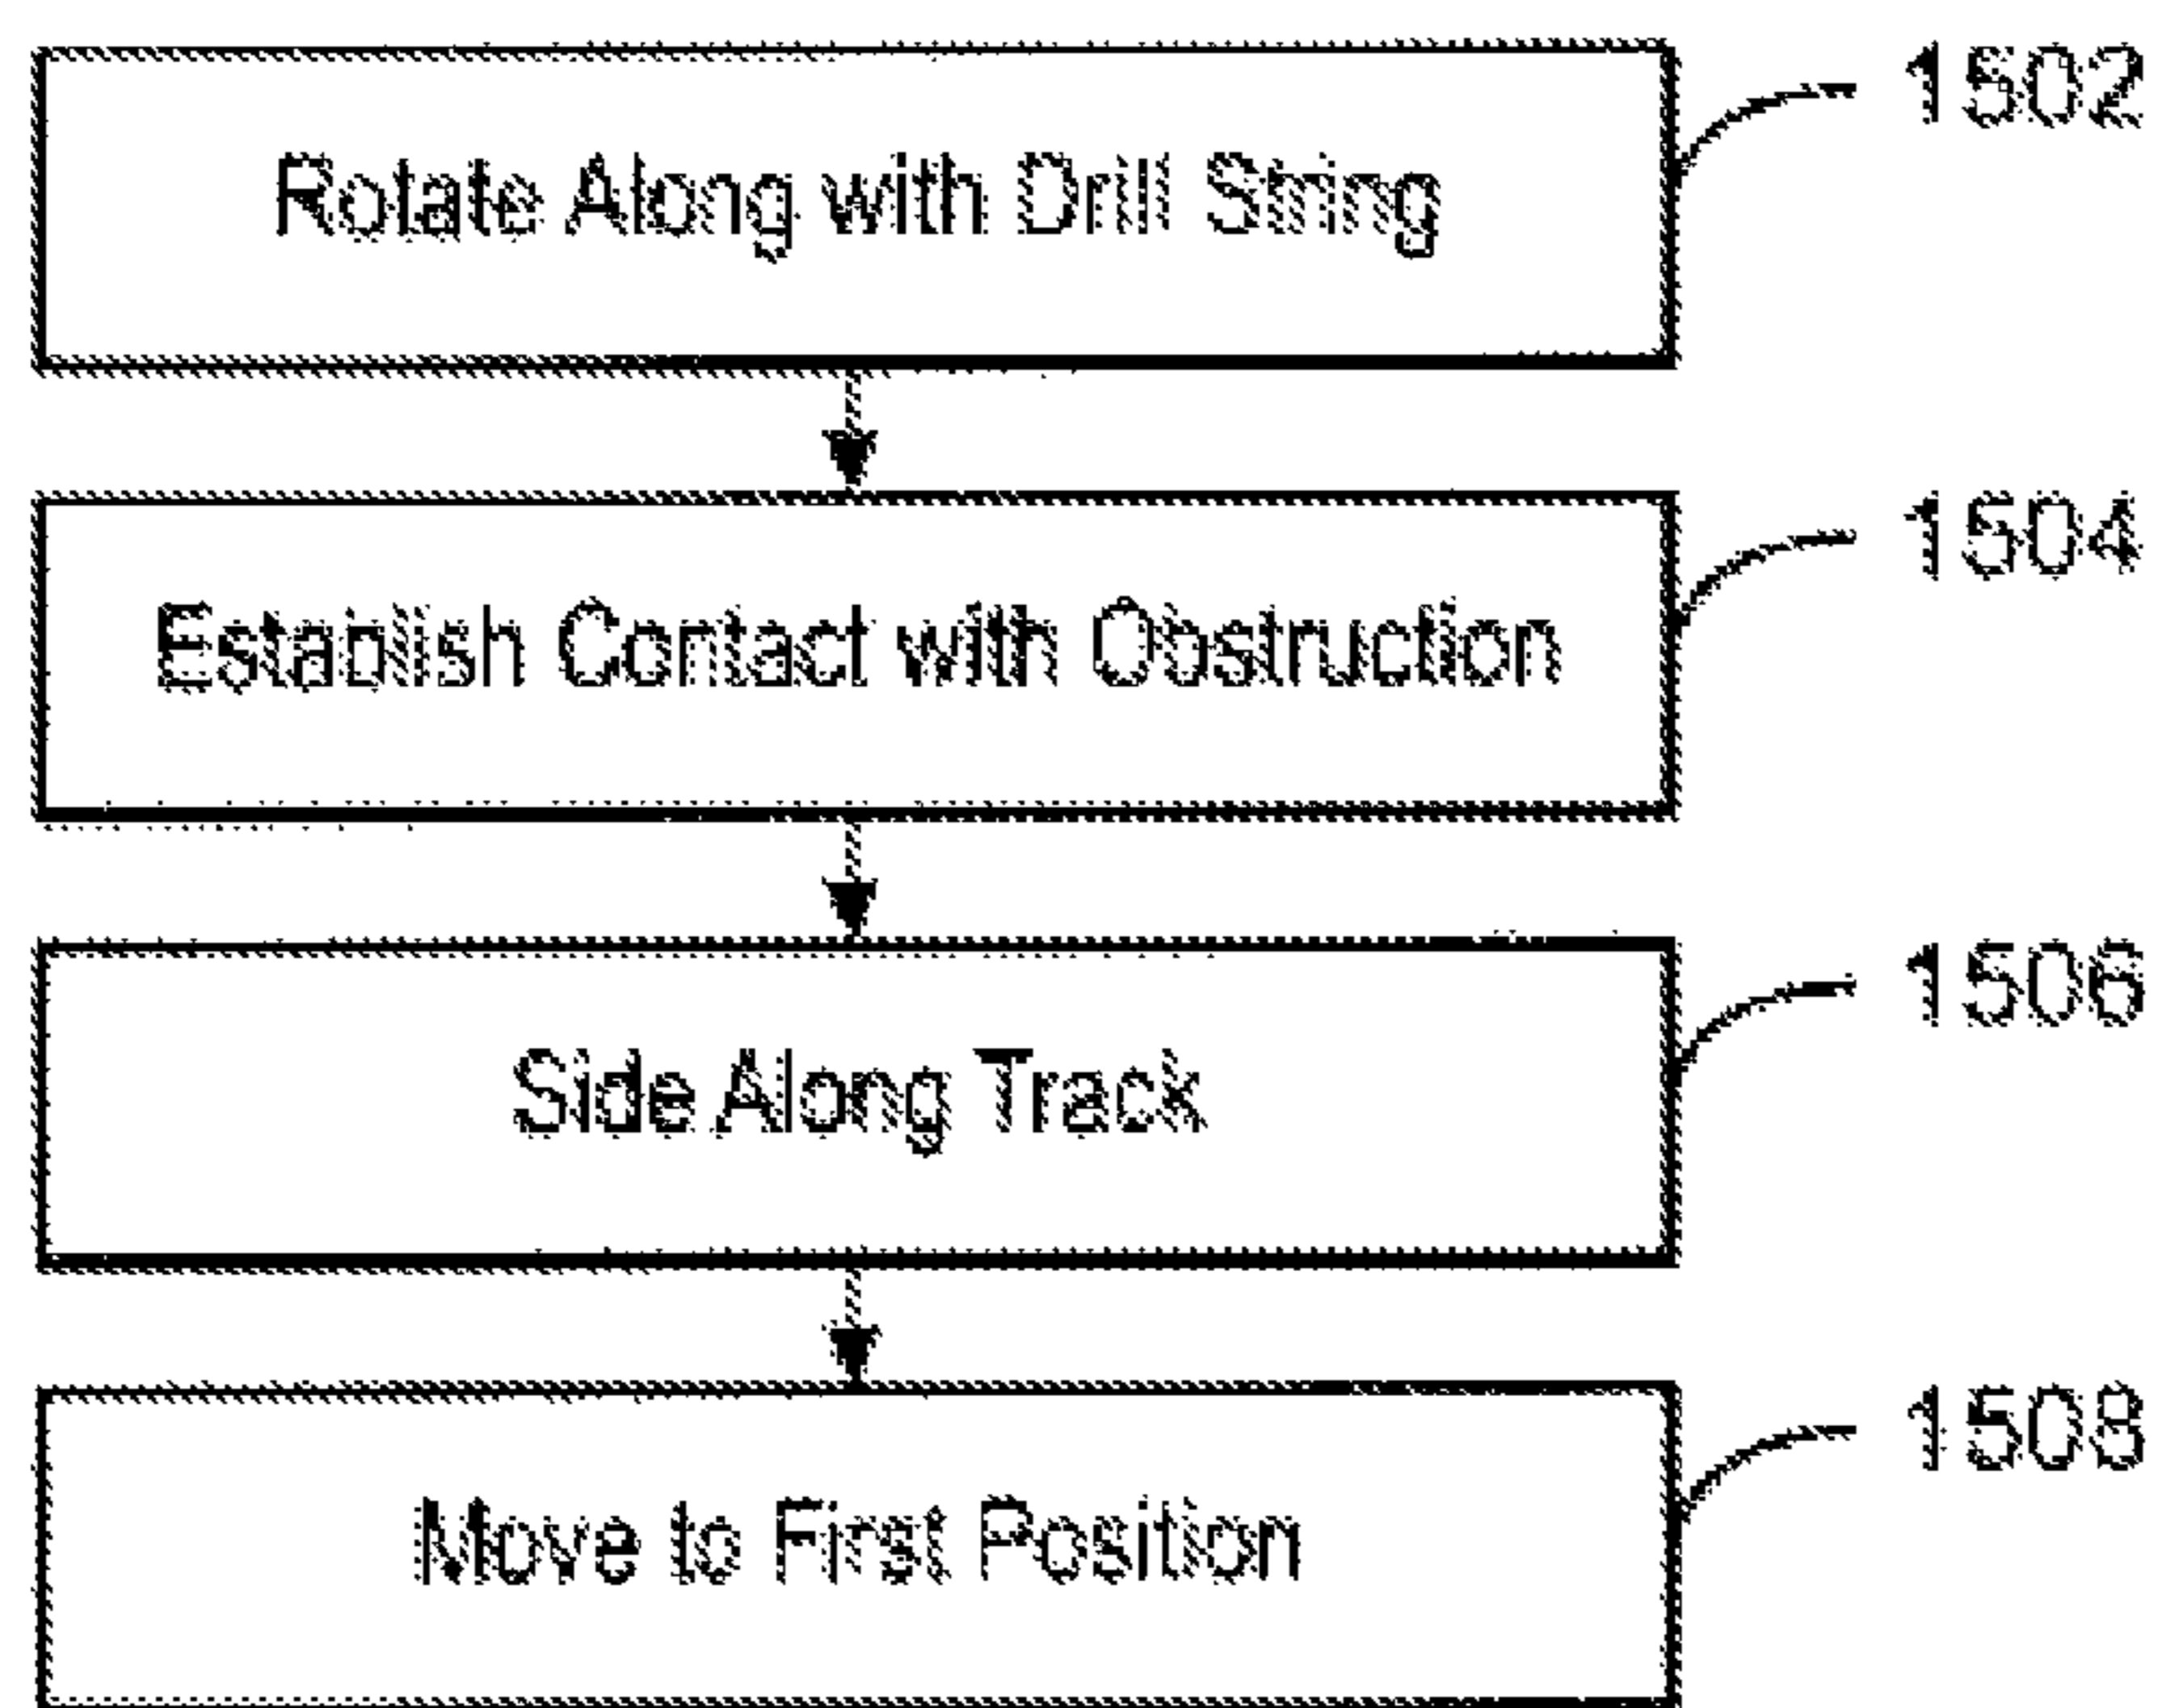 Rotate Along with Drill String
1502
Establish Contact with Obstruction
1504
Side Along Track
1506
Move to First Position
1508